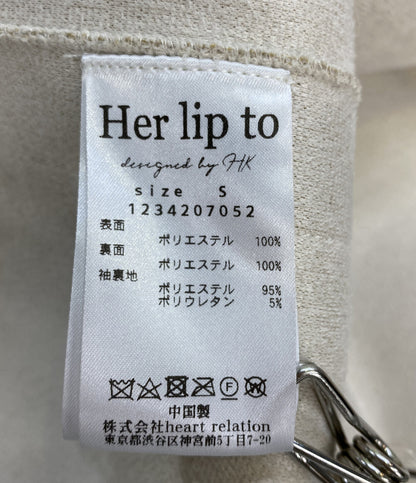 Her lip to
designed by HK
size S
1234207052
表面
ポリエステル 100%
裏面
ポリエステル 100%
袖裏地
ポリエステル 95%
ポリウレタン 5%
中国製
株式会社heart relation
東京都渋谷区神宮前5丁目7-20